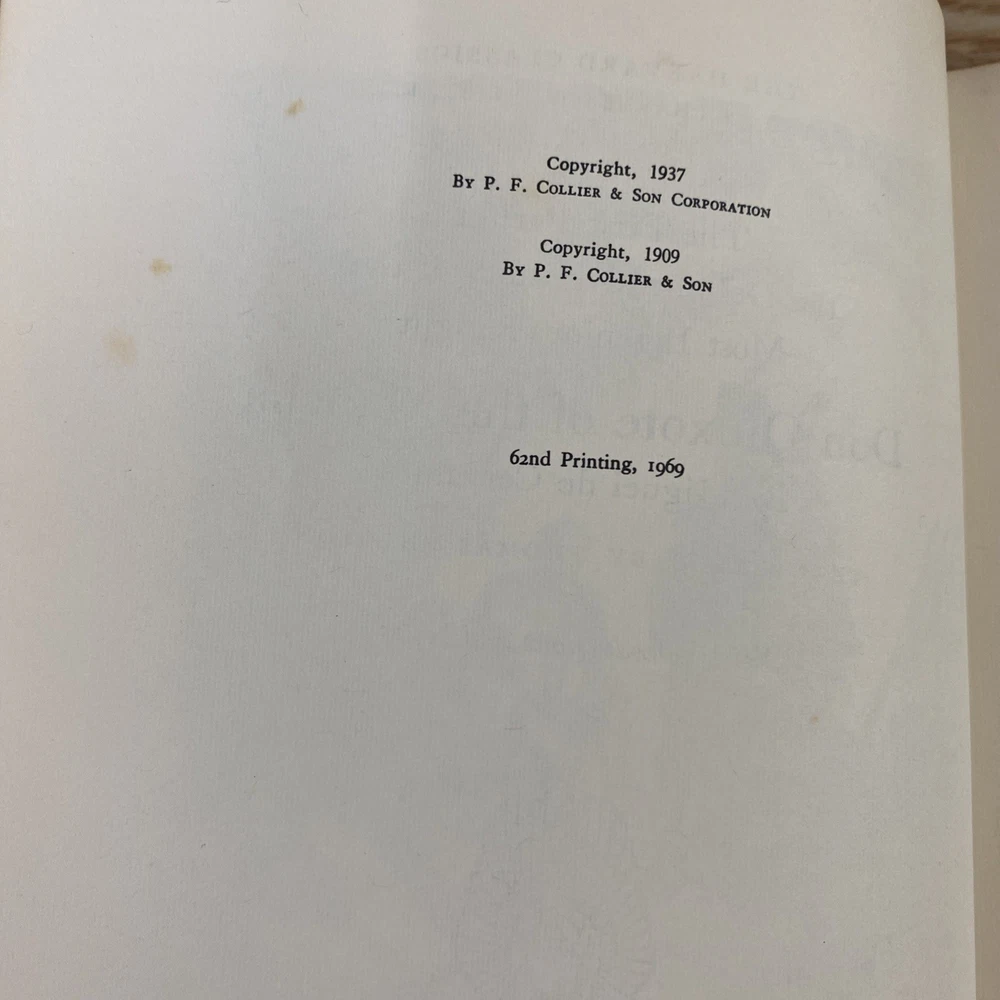 Copyright, 1937
By P. F. Collier & Son Corporation
Copyright, 1909
By P. F. Collier & Son
62nd Printing, 1969